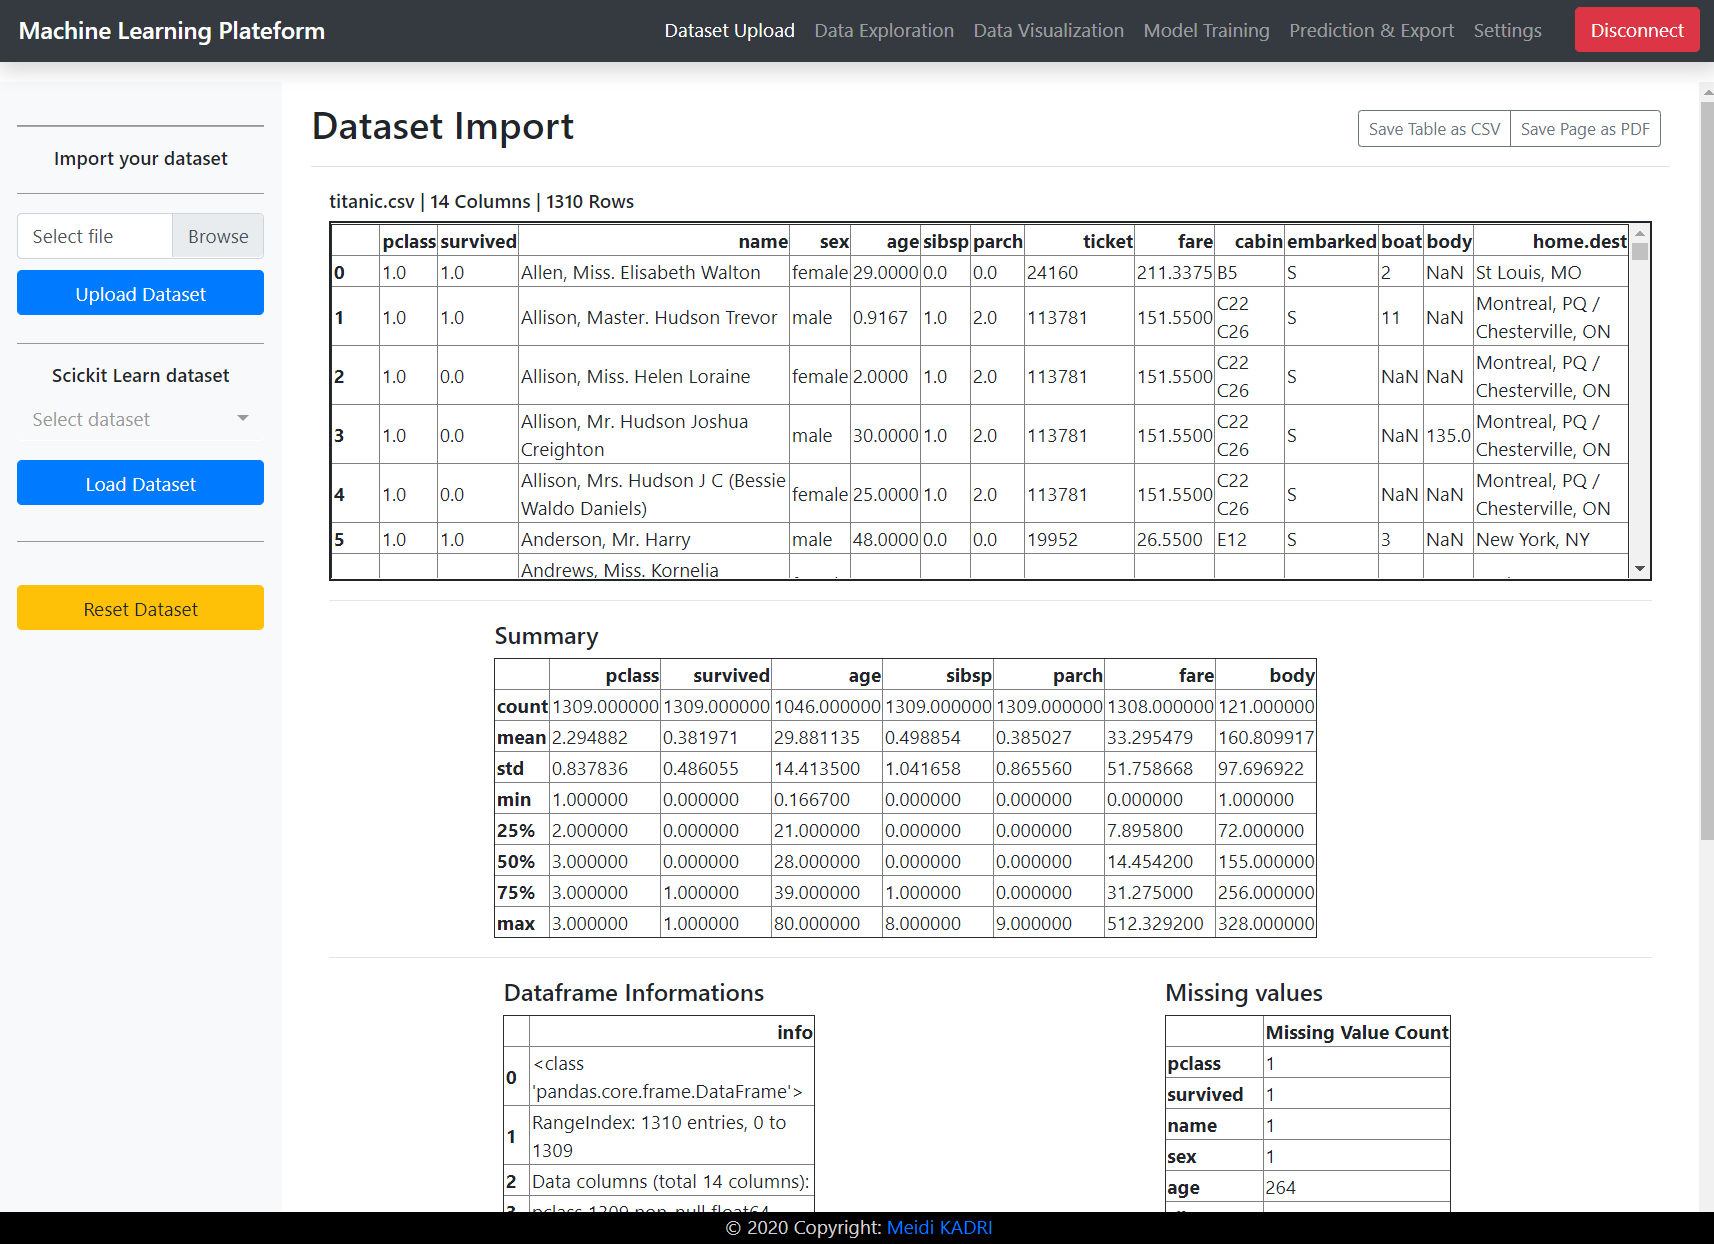 Machine Learning Plateform
Dataset Upload Data Exploration Data Visualization Model Training Prediction & Export Settings Disconnect
Import your dataset
Select file Browse
Upload Dataset
Scickit Learn dataset
Select dataset
Load Dataset
Reset Dataset
Dataset Import
Save Table as CSV Save Page as PDF
titanic.csv | 14 Columns | 1310 Rows
pclass survived name sex age sibsp parch ticket fare cabin embarked boat body home.dest
0 1.0 1.0 Allen, Miss. Elisabeth Walton female 29.0000 0.0 0.0 24160 211.3375 B5 S 2 NaN St Louis, MO
1 1.0 1.0 Allison, Master. Hudson Trevor male 0.9167 1.0 2.0 113781 151.5500 C22 C26 S 11 NaN Montreal, PQ / Chesterville, ON
2 1.0 0.0 Allison, Miss. Helen Loraine female 2.0000 1.0 2.0 113781 151.5500 C22 C26 S NaN NaN Montreal, PQ / Chesterville, ON
3 1.0 0.0 Allison, Mr. Hudson Joshua Creighton male 30.0000 1.0 2.0 113781 151.5500 C22 C26 S NaN 135.0 Montreal, PQ / Chesterville, ON
4 1.0 0.0 Allison, Mrs. Hudson J C (Bessie Waldo Daniels) female 25.0000 1.0 2.0 113781 151.5500 C22 C26 S NaN NaN Montreal, PQ / Chesterville, ON
5 1.0 1.0 Anderson, Mr. Harry male 48.0000 0.0 0.0 19952 26.5500 E12 S 3 NaN New York, NY
Andrews, Miss. Kornelia
Summary
pclass survived age sibsp parch fare body
count 1309.000000 1309.000000 1046.000000 1309.000000 1309.000000 1308.000000 121.000000
mean 2.294882 0.381971 29.881135 0.498854 0.385027 33.295479 160.809917
std 0.837836 0.486055 14.413500 1.041658 0.865560 51.758668 97.696922
min 1.000000 0.000000 0.166700 0.000000 0.000000 0.000000 1.000000
25% 2.000000 0.000000 21.000000 0.000000 0.000000 7.895800 72.000000
50% 3.000000 0.000000 28.000000 0.000000 0.000000 14.454200 155.000000
75% 3.000000 1.000000 39.000000 1.000000 0.000000 31.275000 256.000000
max 3.000000 1.000000 80.000000 8.000000 9.000000 512.329200 328.000000
Dataframe Informations
info
0 <class 'pandas.core.frame.DataFrame'>
1 RangeIndex: 1310 entries, 0 to 1309
2 Data columns (total 14 columns):
3 pclass 1309 non-null float64
Missing values
Missing Value Count
pclass 1
survived 1
name 1
sex 1
age 264
© 2020 Copyright: Meidi KADRI